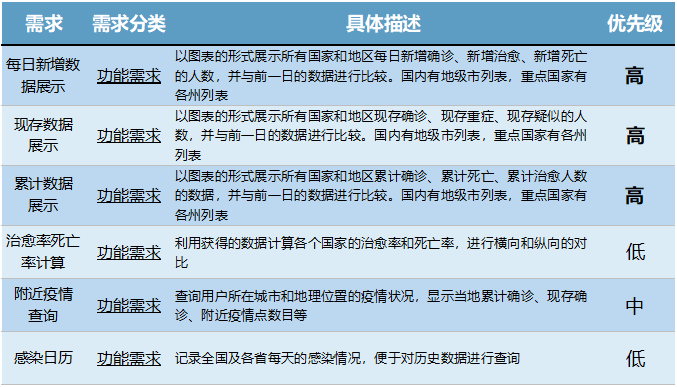 需求 需求分类 具体描述 优先级
每日新增数
据展示
功能需求
以图表的形式展示所有国家和地区每日新增确诊、新增治愈、新增死亡
的人数，并与前一日的数据进行比较。国内有地级市列表，重点国家有
各州列表
高
现存数据
展示
功能需求
以图表的形式展示所有国家和地区现存确诊、现存重症、现存疑似的人
数，并与前一日的数据进行比较。国内有地级市列表，重点国家有各州
列表
高
累计数据
展示
功能需求
以图表的形式展示所有国家和地区累计确诊、累计死亡、累计治愈人数
的数据，并与前一日的数据进行比较。国内有地级市列表，重点国家有
各州列表
高
治愈率死亡
率计算
功能需求
利用获得的数据计算各个国家的治愈率和死亡率，进行横向和纵向的对
比
低
附近疫情
查询
功能需求
查询用户所在城市和地理位置的疫情状况，显示当地累计确诊、现存确
诊、附近疫情点数目等
中
感染日历
功能需求
记录全国及各省每天的感染情况，便于对历史数据进行查询
低